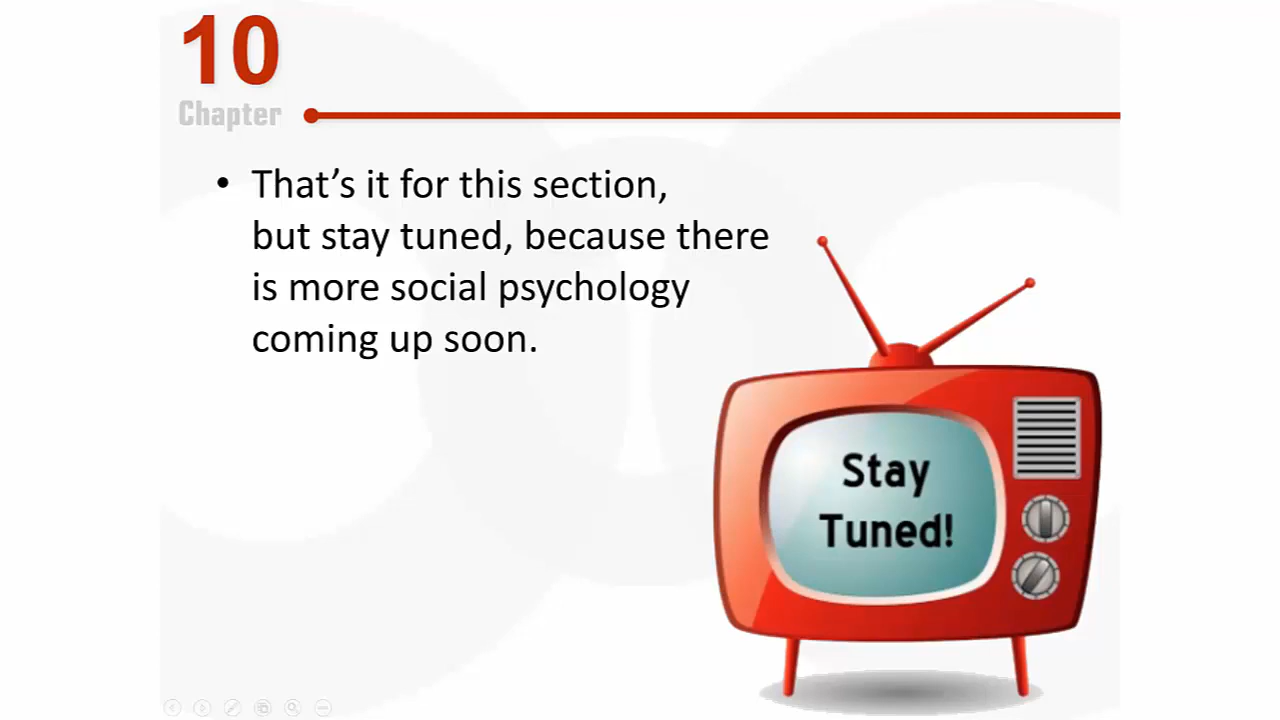 10
Chapter
• That’s it for this section,
but stay tuned, because there
is more social psychology
coming up soon.
Stay
Tuned!